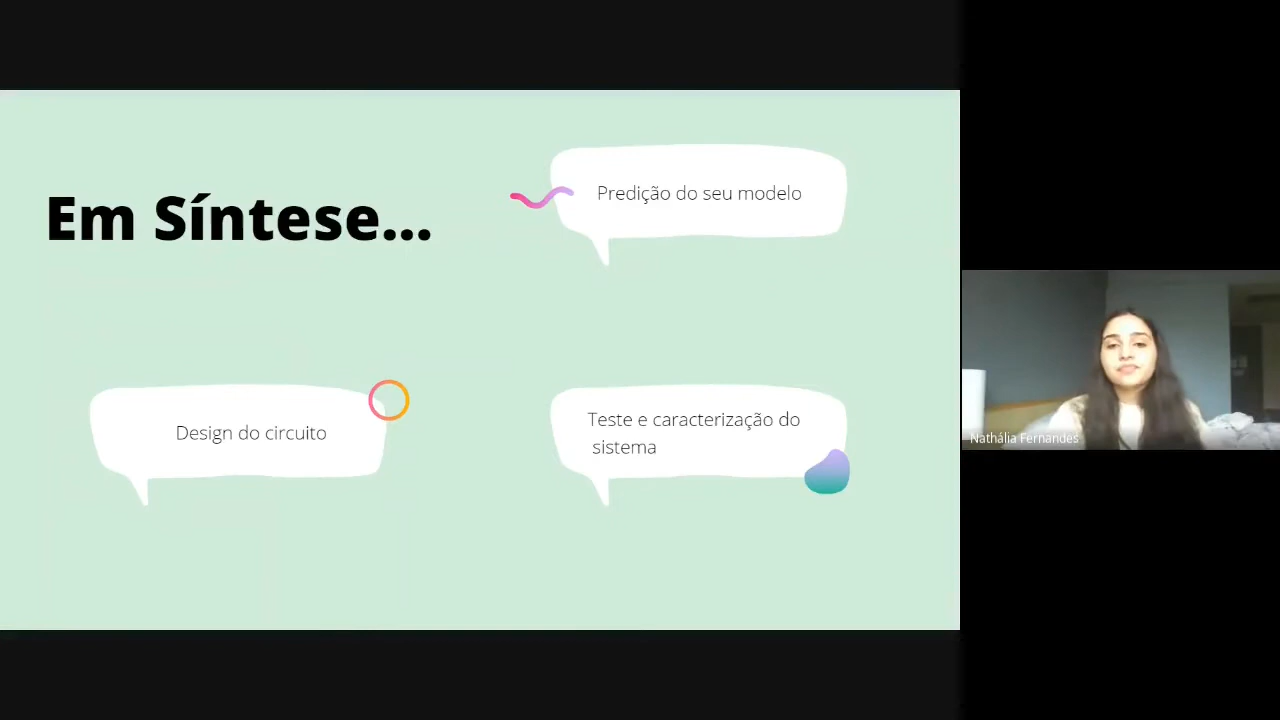 Em Síntese...
Predição do seu modelo
Design do circuito
Teste e caracterização do
sistema
Nathália Fernandes